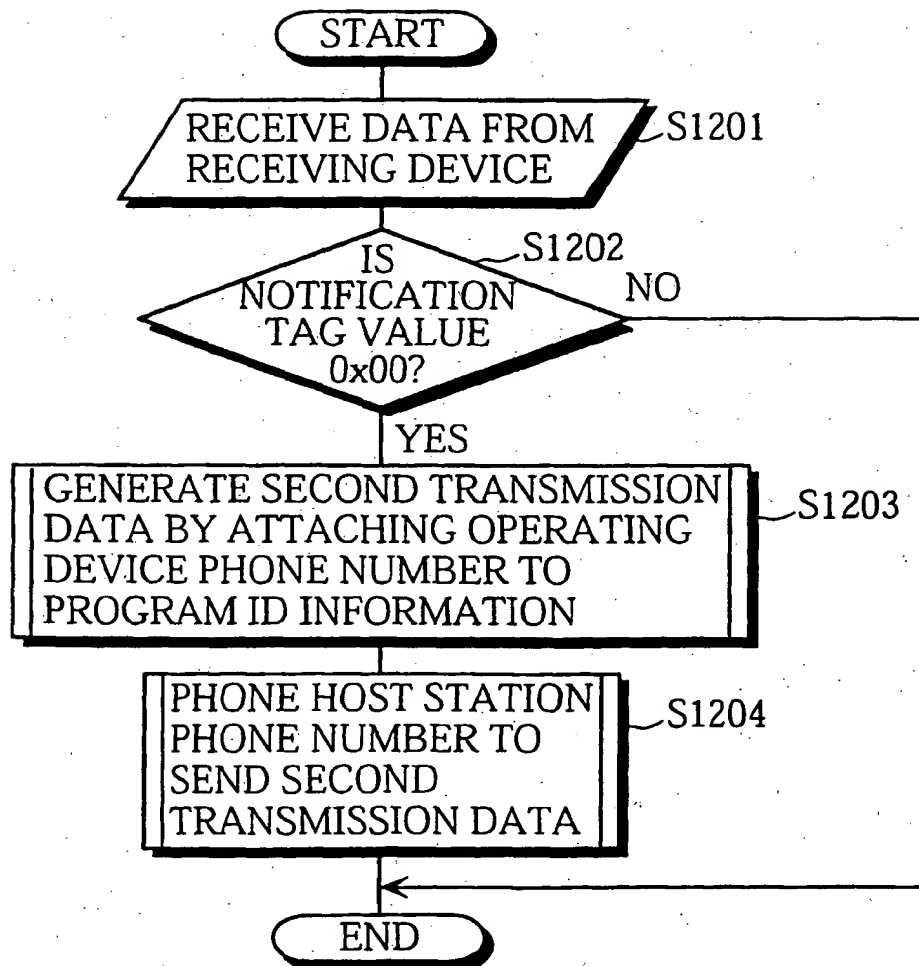 START
RECEIVE DATA FROM
RECEIVING DEVICE
S1201
S1202
IS
NOTIFICATION
TAG VALUE
0x00?
NO
YES
GENERATE SECOND TRANSMISSION
DATA BY ATTACHING OPERATING
DEVICE PHONE NUMBER TO
PROGRAM ID INFORMATION
S1203
PHONE HOST STATION
PHONE NUMBER TO
SEND SECOND
TRANSMISSION DATA
S1204
END